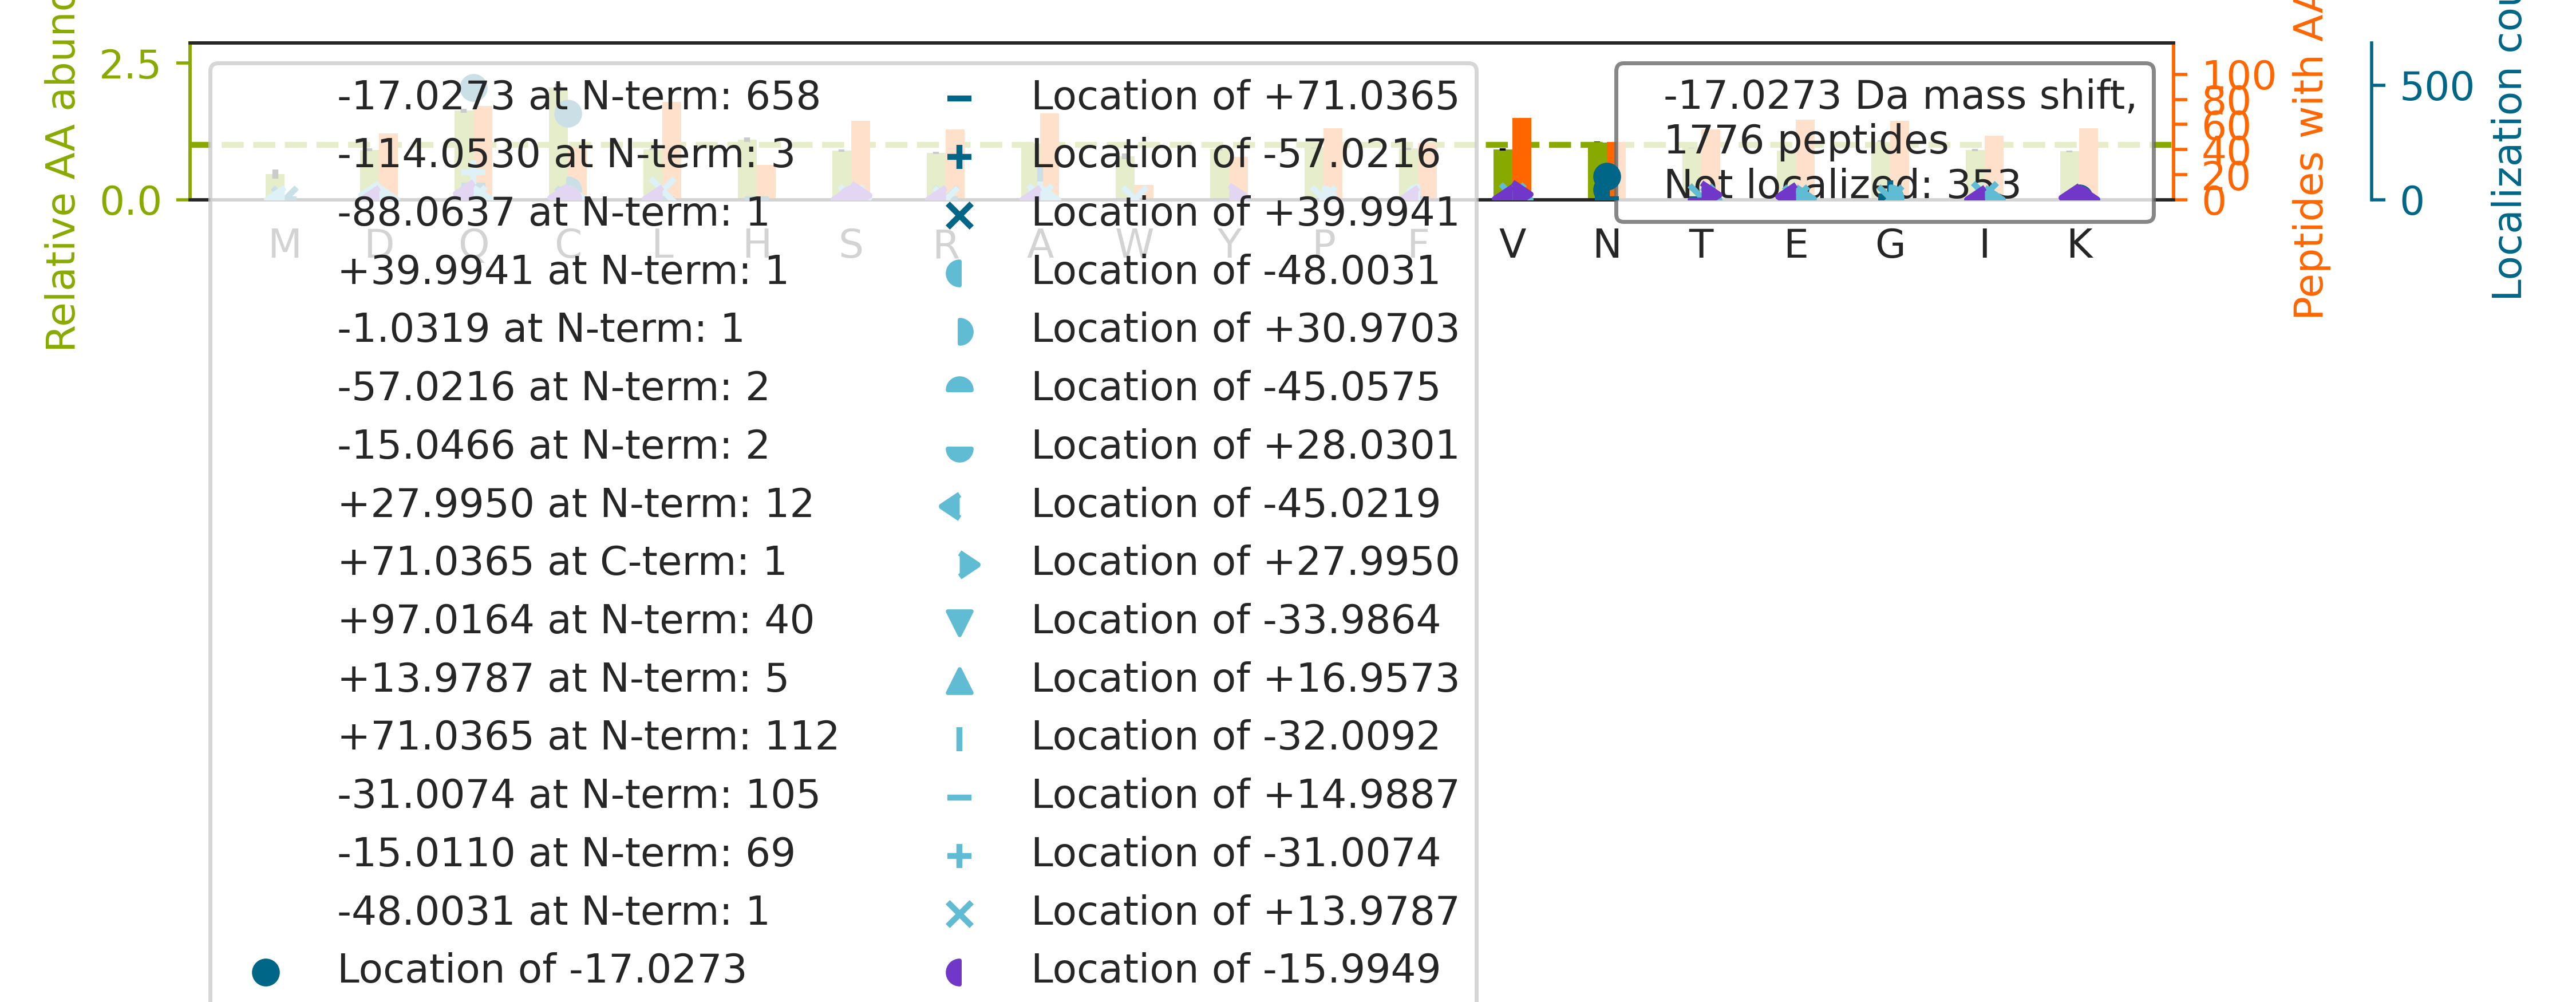 Relative AA abund
2.5
0.0
-17.0273 at N-term: 658
-114.0530 at N-term: 3
-88.0637 at N-term: 1
+39.9941 at N-term: 1
-1.0319 at N-term: 1
-57.0216 at N-term: 2
-15.0466 at N-term: 2
+27.9950 at N-term: 12
+71.0365 at C-term: 1
+97.0164 at N-term: 40
+13.9787 at N-term: 5
+71.0365 at N-term: 112
-31.0074 at N-term: 105
-15.0110 at N-term: 69
-48.0031 at N-term: 1
Location of -17.0273
Location of +71.0365
Location of -57.0216
Location of +39.9941
Location of -48.0031
Location of +30.9703
Location of -45.0575
Location of +28.0301
Location of -45.0219
Location of +27.9950
Location of -33.9864
Location of +16.9573
Location of -32.0092
Location of +14.9887
Location of -31.0074
Location of +13.9787
Location of -15.9949
-17.0273 Da mass shift,
1776 peptides
Not localized: 353
M D Q C L H S R A W Y P F V N T E G I K
100
80
60
40
20
0
Peptides with AA
500
0
Localization cou